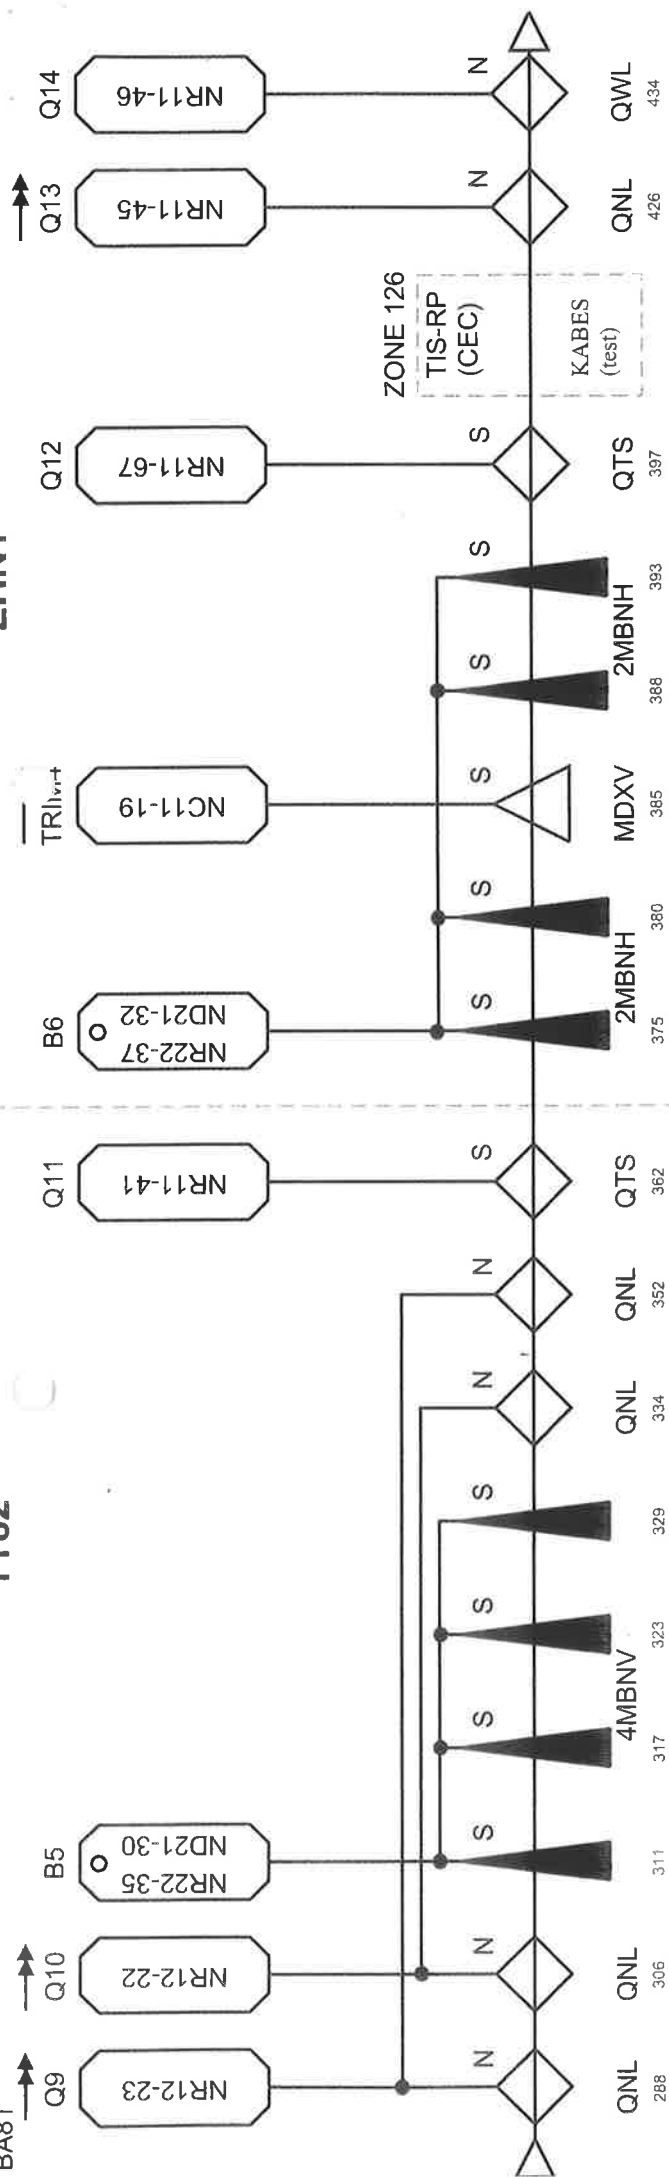 BA81
Q9
Q10
B5
Q11
B6
Q12
Q13
Q14
NR12-23
NR12-22
NR22-35
ND21-30
NR11-41
NR22-37
ND21-32
NC11-19
NR11-67
NR11-45
NR11-46
ZONE 126
TIS-RP
(CEC)
KABES
(test)
N
N
S
S
S
S
N
N
S
S
S
S
S
S
S
N
N
QNL
QNL
4MBNV
QNL
QNL
QTS
2MBNH
MDXV
2MBNH
QTS
QNL
QWL
288
306
311
317
323
329
334
352
362
375
380
385
388
393
397
426
434